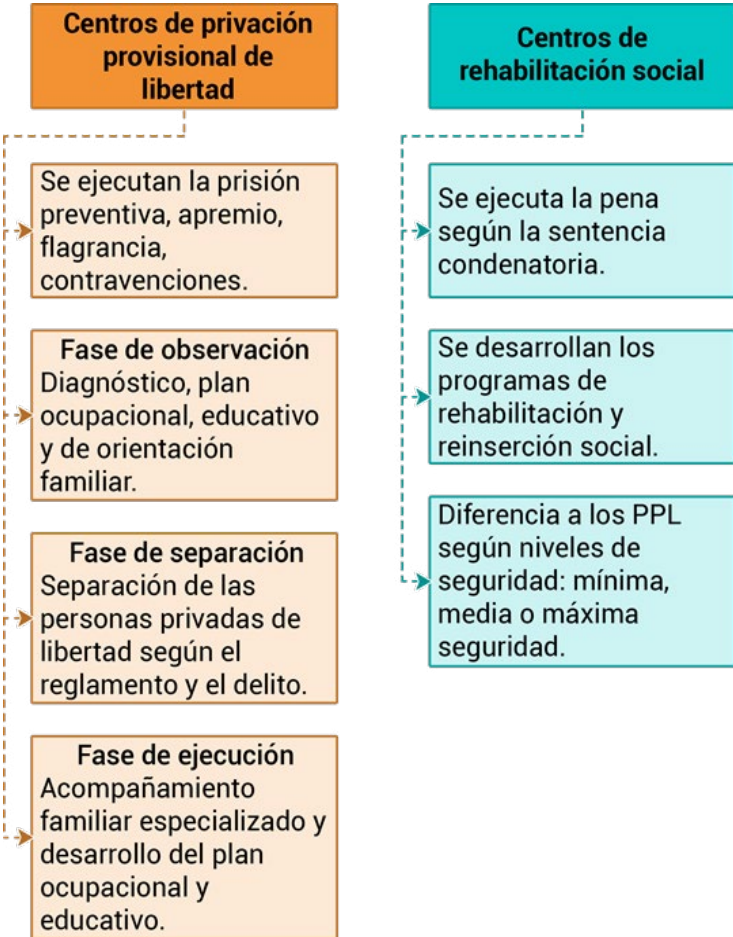 Centros de privación
provisional de
libertad
Se ejecutan la prisión
preventiva, apremio,
flagrancia,
contravenciones.
Fase de observación
Diagnóstico, plan
ocupacional, educativo
y de orientación
familiar.
Fase de separación
Separación de las
personas privadas de
libertad según el
reglamento y el delito.
Fase de ejecución
Acompañamiento
familiar especializado y
desarrollo del plan
ocupacional y
educativo.
Centros de
rehabilitación social
Se ejecuta la pena
según la sentencia
condenatoria.
Se desarrollan los
programas de
rehabilitación y
reinserción social.
Diferencia a los PPL
según niveles de
seguridad: mínima,
media o máxima
seguridad.